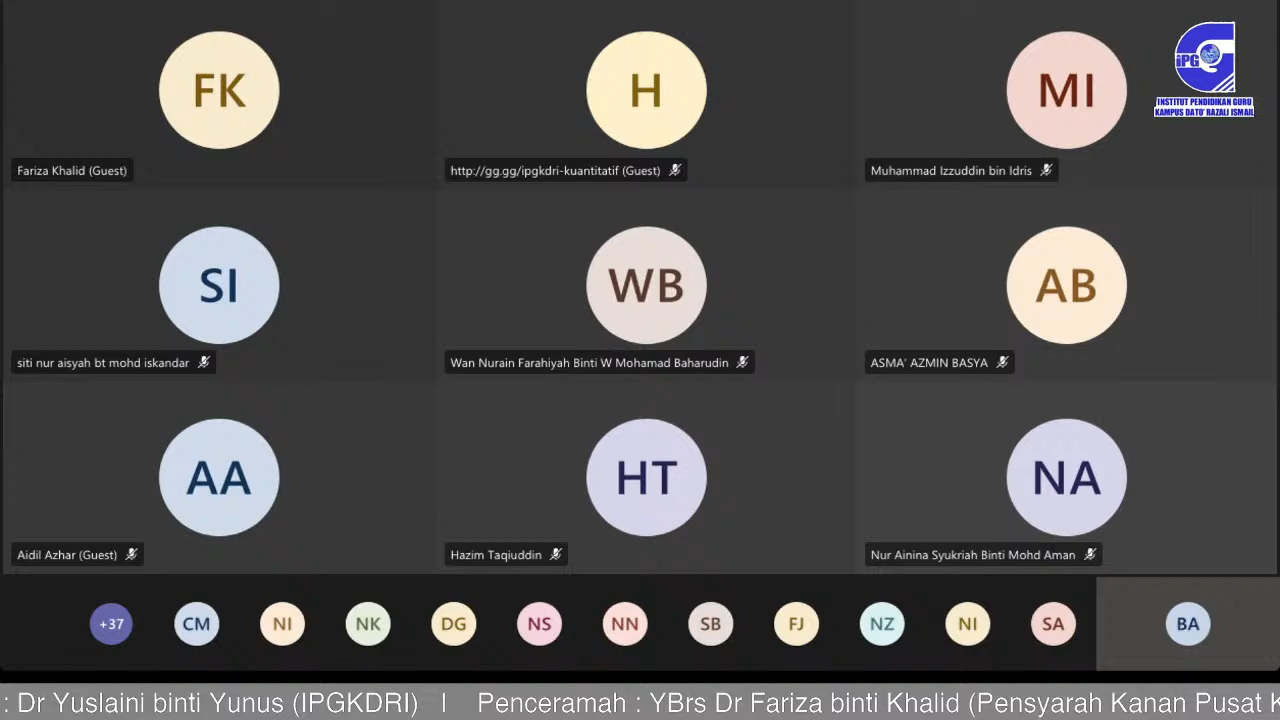 FK
H
MI
iPG
INSTITUT PENDIDIKAN GURU
KAMPUS DATO' RAZALI ISMAIL
Fariza Khalid (Guest)
http://gg.gg/ipgkdri-kuantitatif (Guest)
Muhammad Izzuddin bin Idris
SI
WB
AB
siti nur aisyah bt mohd iskandar
Wan Nurain Farahiyah Binti W Mohamad Baharudin
ASMA' AZMIN BASYA
AA
HT
NA
Aidil Azhar (Guest)
Hazim Taqiuddin
Nur Ainina Syukriah Binti Mohd Aman
+37
CM
NI
NK
DG
NS
NN
SB
FJ
NZ
NI
SA
BA
: Dr Yuslaini binti Yunus (IPGKDRI) I Penceramah : YBrs Dr Fariza binti Khalid (Pensyarah Kanan Pusat